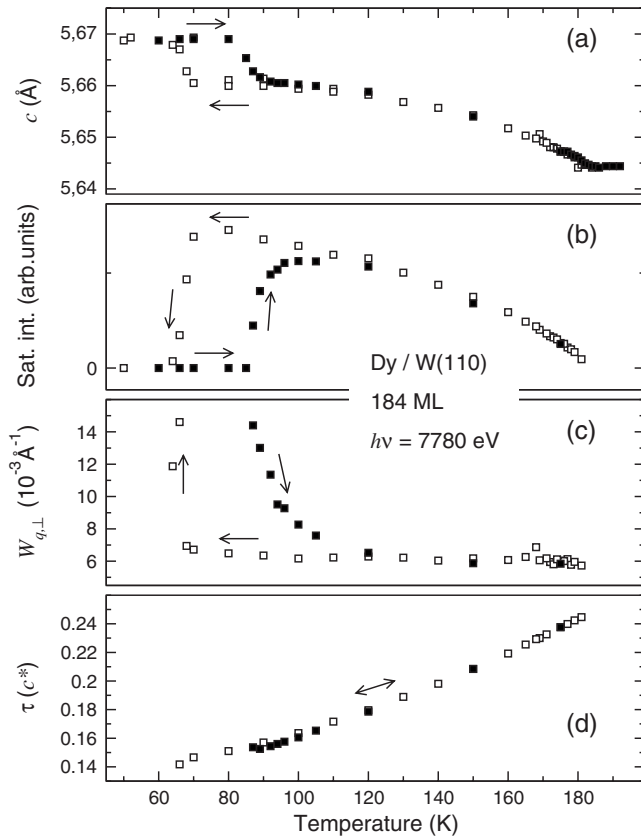 5,67
(a)
5,66
c (Å)
5,65
5,64
(b)
Sat. int. (arb.units)
0
Dy / W(110)
184 ML
hν = 7780 eV
14
(c)
12
10
8
6
W_{q,⊥} (10⁻³ Å⁻¹)
0.24
0.22
0.2
0.18
0.16
0.14
τ (c*)
(d)
60 80 100 120 140 160 180
Temperature (K)